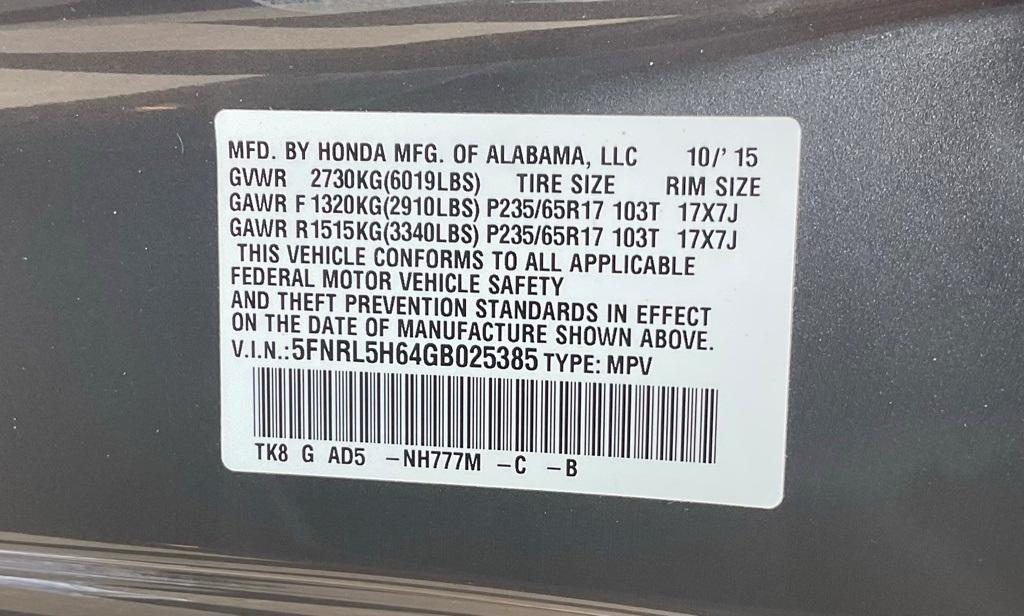 MFD. BY HONDA MFG. OF ALABAMA, LLC 10/' 15
GVWR 2730KG(6019LBS) TIRE SIZE RIM SIZE
GAWR F 1320KG(2910LBS) P235/65R17 103T 17X7J
GAWR R1515KG(3340LBS) P235/65R17 103T 17X7J
THIS VEHICLE CONFORMS TO ALL APPLICABLE
FEDERAL MOTOR VEHICLE SAFETY
AND THEFT PREVENTION STANDARDS IN EFFECT
ON THE DATE OF MANUFACTURE SHOWN ABOVE.
V.I.N.:5FNRL5H64GB025385 TYPE: MPV
TK8 G AD5 -NH777M -C -B